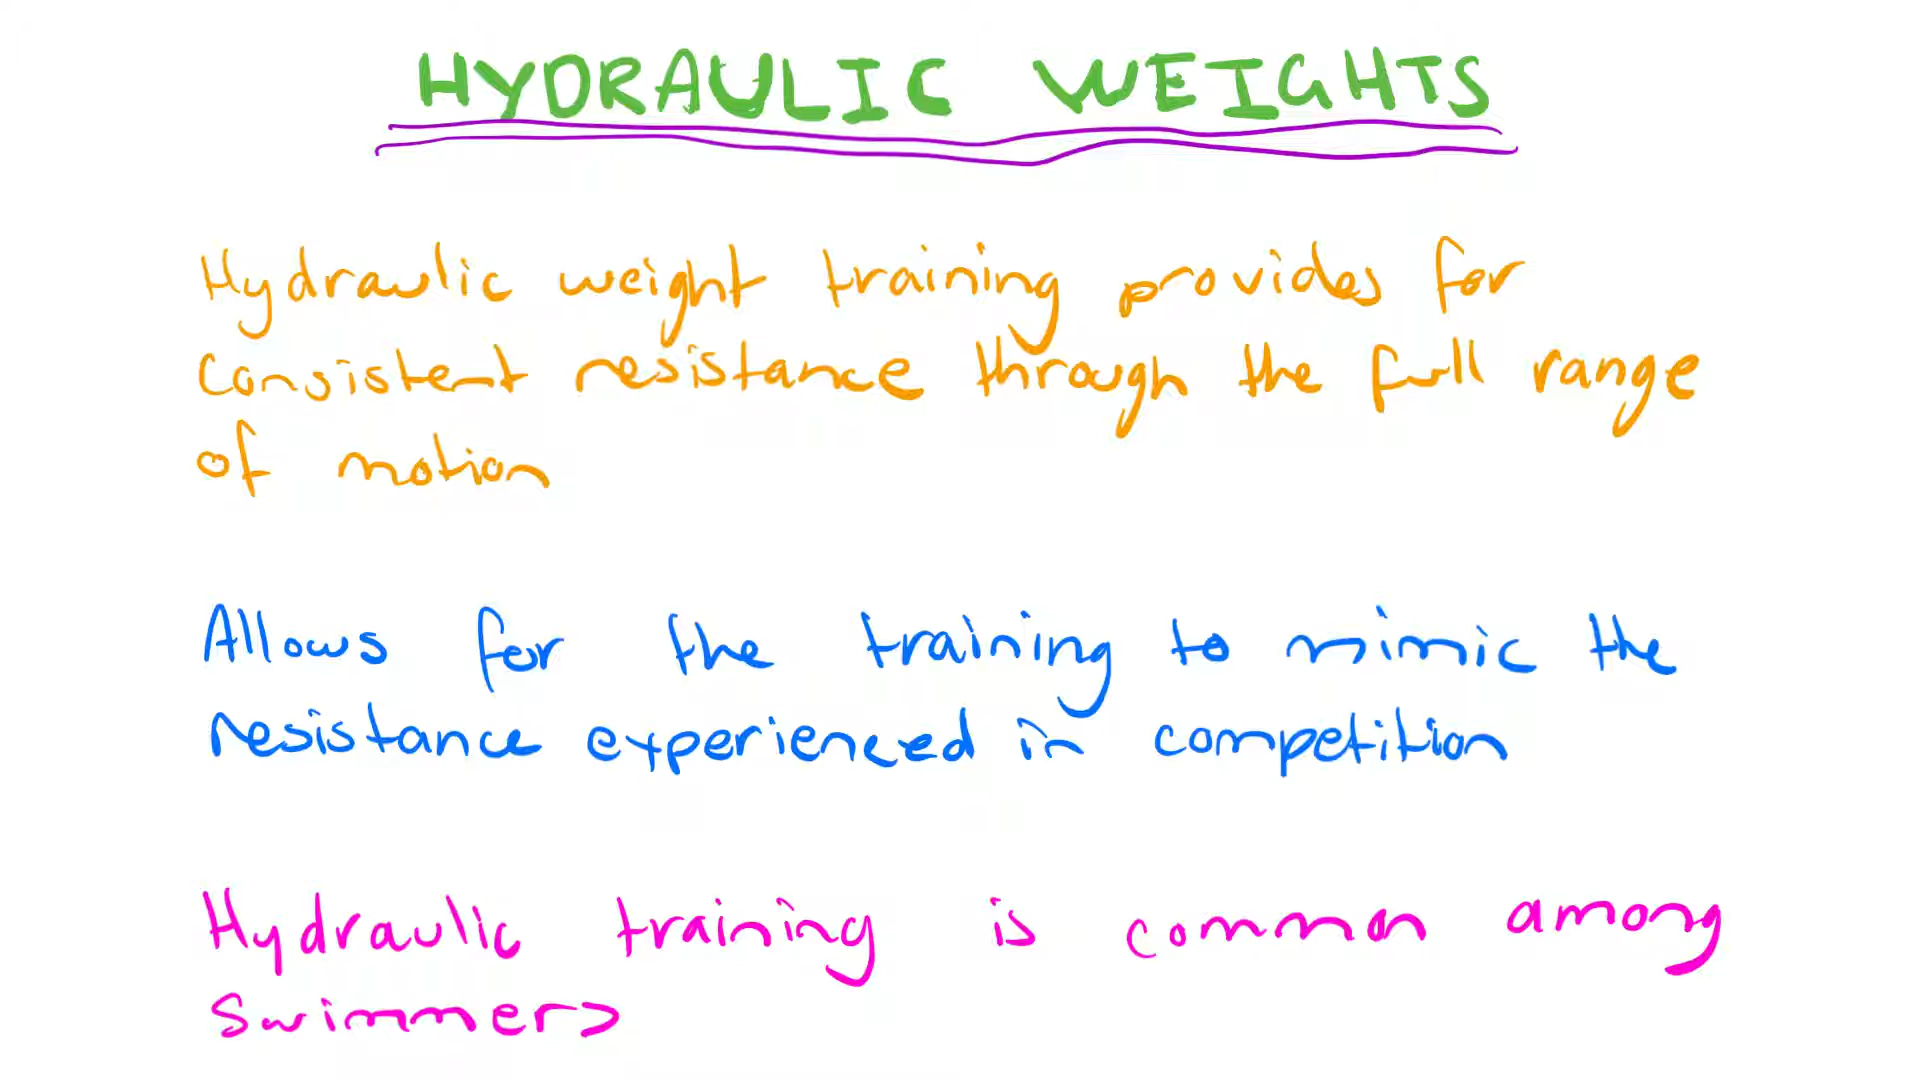 HYDRAULIC WEIGHTS
Hydraulic weight training provides for
consistent resistance through the full range
of motion
Allows for the training to mimic the
resistance experienced in competition
Hydraulic training is common among
swimmers